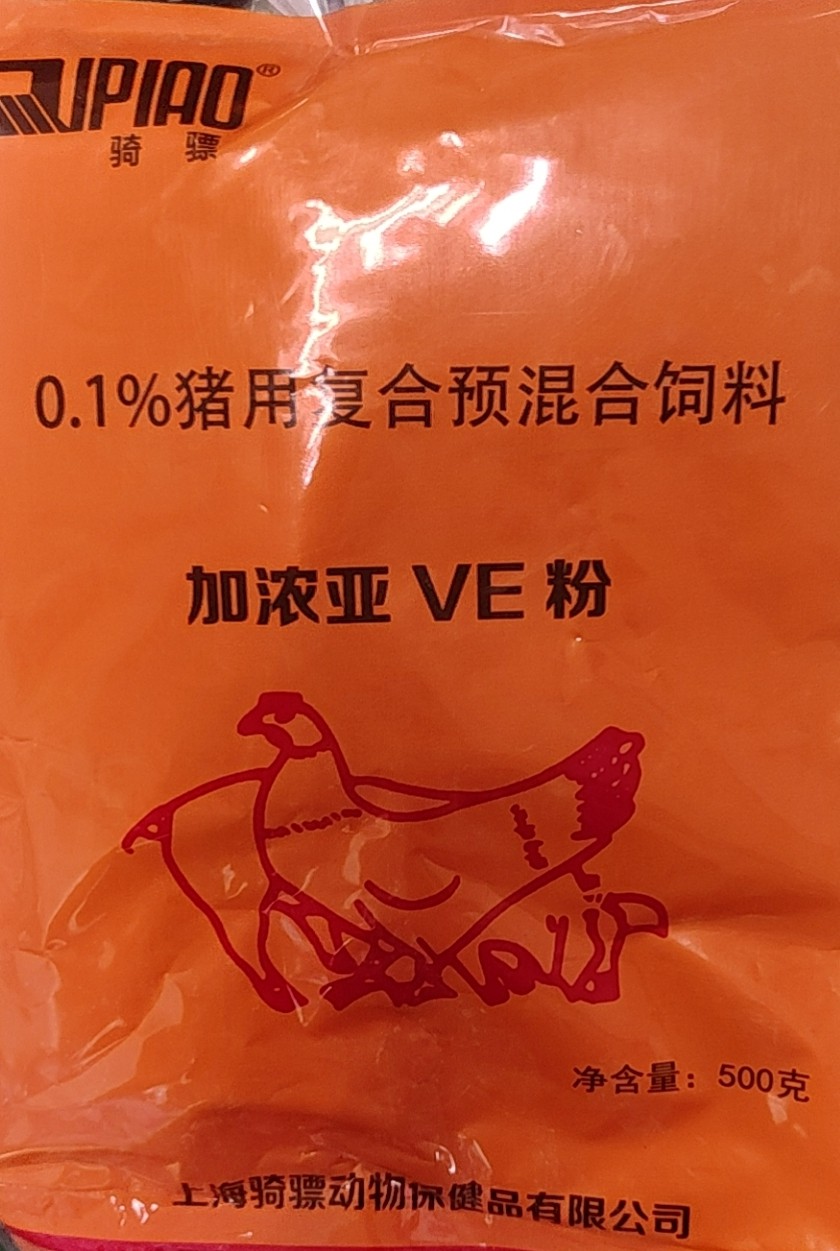 QIPIAO®
骑 骠
0.1%猪用复合预混合饲料
加浓亚 VE 粉
净含量：500克
上海骑骠动物保健品有限公司